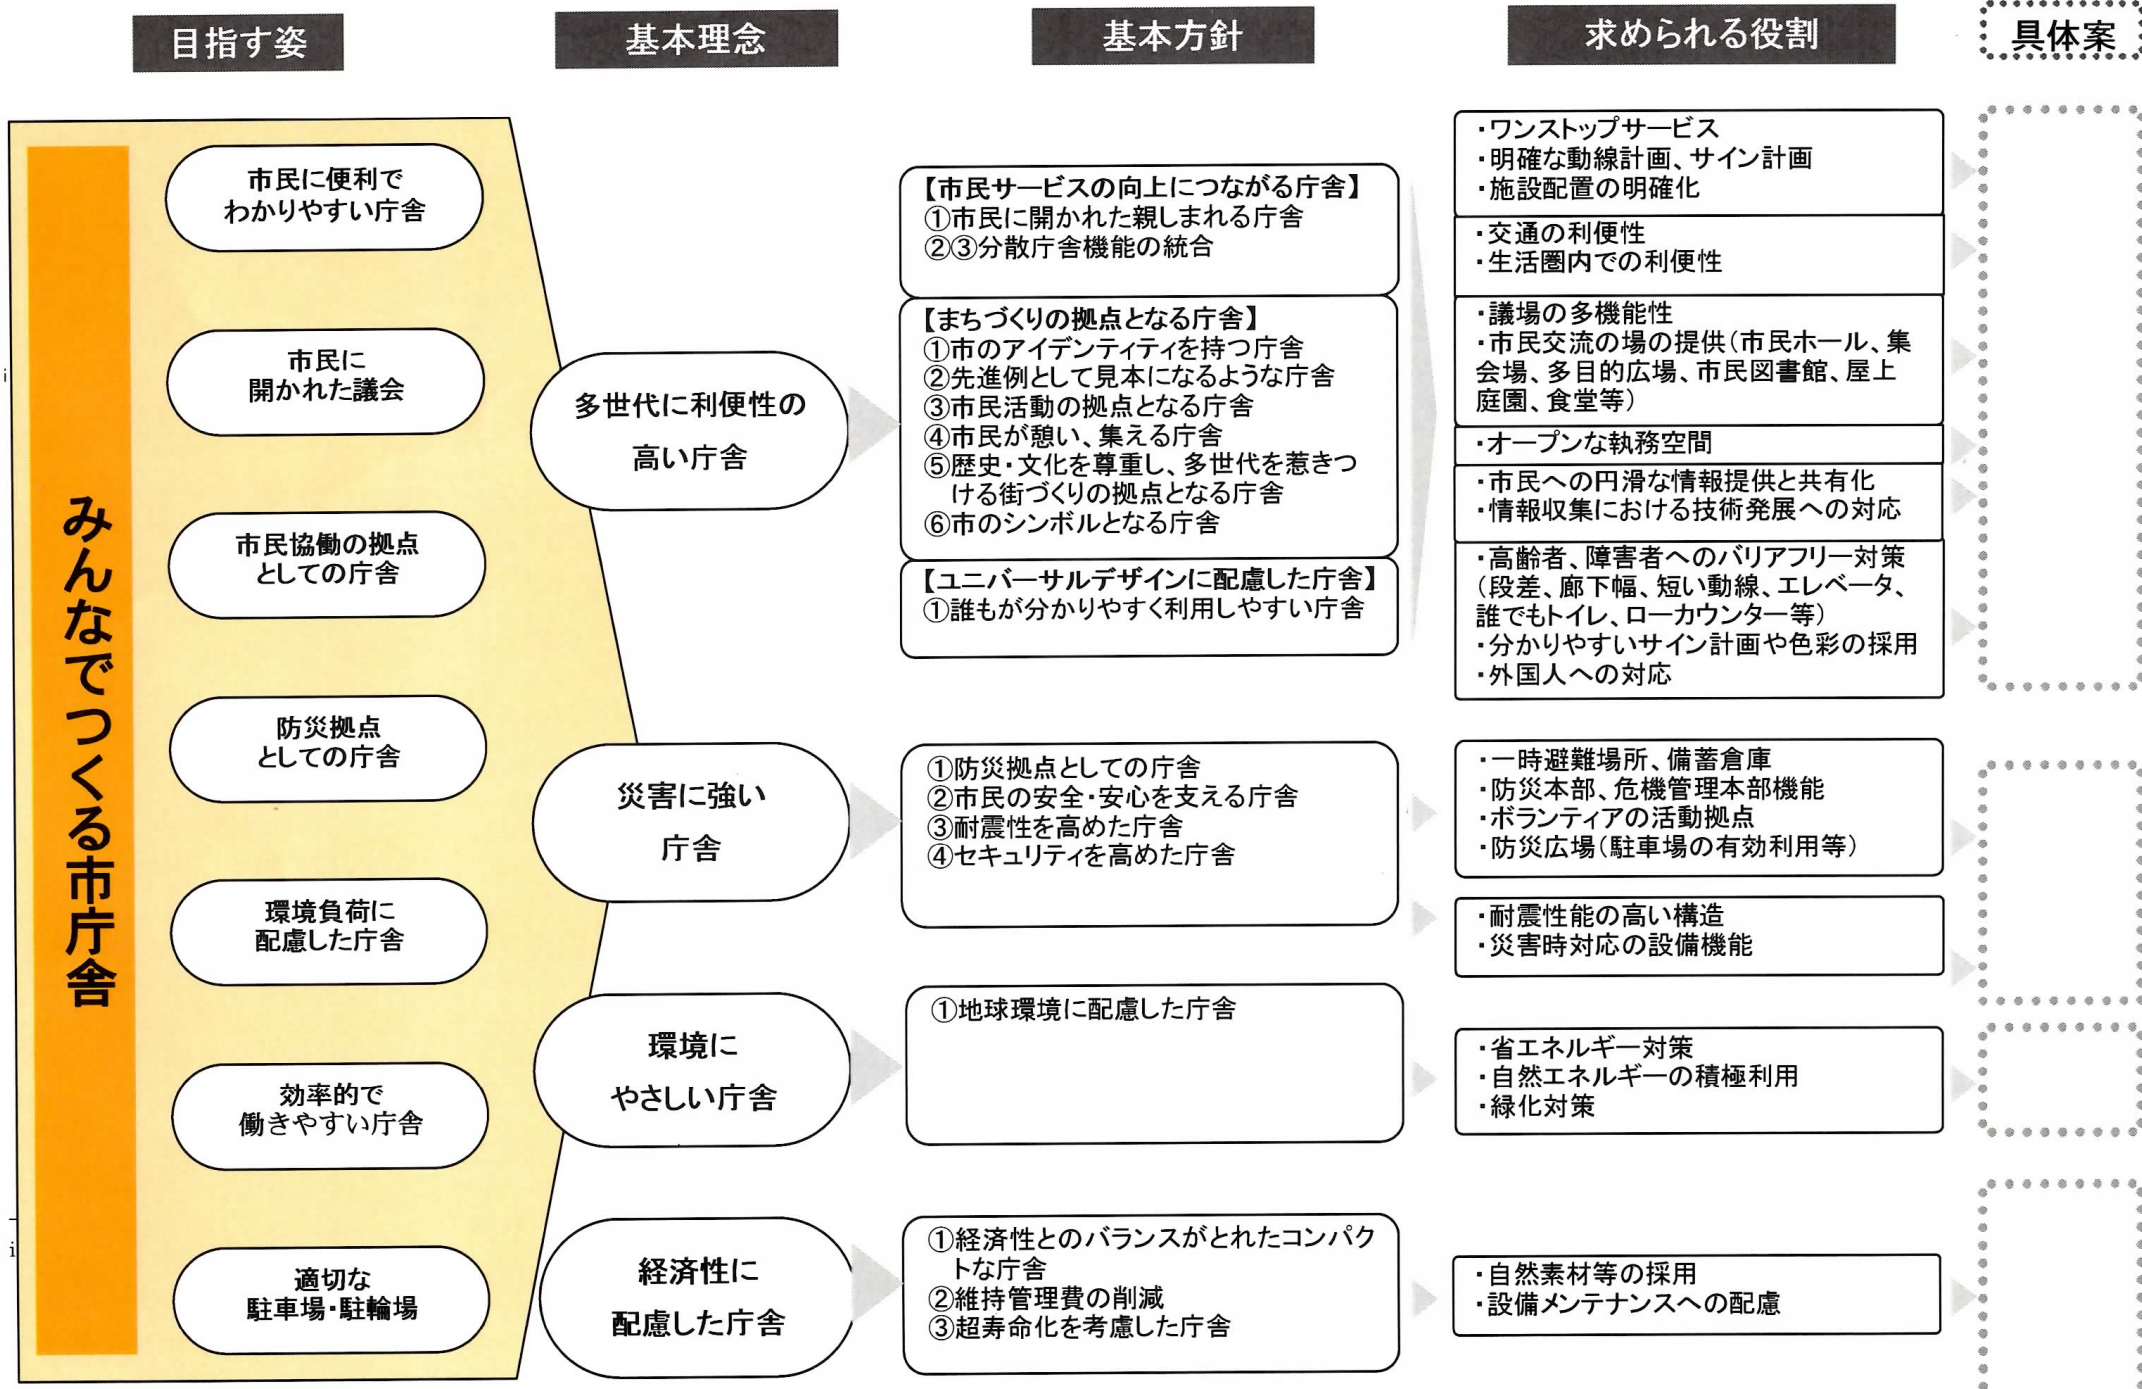 目指す姿
基本理念
基本方針
求められる役割
具体案
みんなでつくる市庁舎
市民に便利で
わかりやすい庁舎
市民に
開かれた議会
市民協働の拠点
としての庁舎
防災拠点
としての庁舎
環境負荷に
配慮した庁舎
効率的で
働きやすい庁舎
適切な
駐車場・駐輪場
多世代に利便性の
高い庁舎
【市民サービスの向上につながる庁舎】
①市民に開かれた親しまれる庁舎
②③分散庁舎機能の統合
【まちづくりの拠点となる庁舎】
①市のアイデンティティを持つ庁舎
②先進例として見本になるような庁舎
③市民活動の拠点となる庁舎
④市民が憩い、集える庁舎
⑤歴史・文化を尊重し、多世代を惹きつ
ける街づくりの拠点となる庁舎
⑥市のシンボルとなる庁舎
【ユニバーサルデザインに配慮した庁舎】
①誰もが分かりやすく利用しやすい庁舎
・ワンストップサービス
・明確な動線計画、サイン計画
・施設配置の明確化
・交通の利便性
・生活圏内での利便性
・議場の多機能性
・市民交流の場の提供(市民ホール、集
会場、多目的広場、市民図書館、屋上
庭園、食堂等)
・オープンな執務空間
・市民への円滑な情報提供と共有化
・情報収集における技術発展への対応
・高齢者、障害者へのバリアフリー対策
(段差、廊下幅、短い動線、エレベータ、
誰でもトイレ、ローカウンター等)
・分かりやすいサイン計画や色彩の採用
・外国人への対応
災害に強い
庁舎
①防災拠点としての庁舎
②市民の安全・安心を支える庁舎
③耐震性を高めた庁舎
④セキュリティを高めた庁舎
・一時避難場所、備蓄倉庫
・防災本部、危機管理本部機能
・ボランティアの活動拠点
・防災広場(駐車場の有効利用等)
・耐震性能の高い構造
・災害時対応の設備機能
環境に
やさしい庁舎
①地球環境に配慮した庁舎
・省エネルギー対策
・自然エネルギーの積極利用
・緑化対策
経済性に
配慮した庁舎
①経済性とのバランスがとれたコンパク
トな庁舎
②維持管理費の削減
③超寿命化を考慮した庁舎
・自然素材等の採用
・設備メンテナンスへの配慮